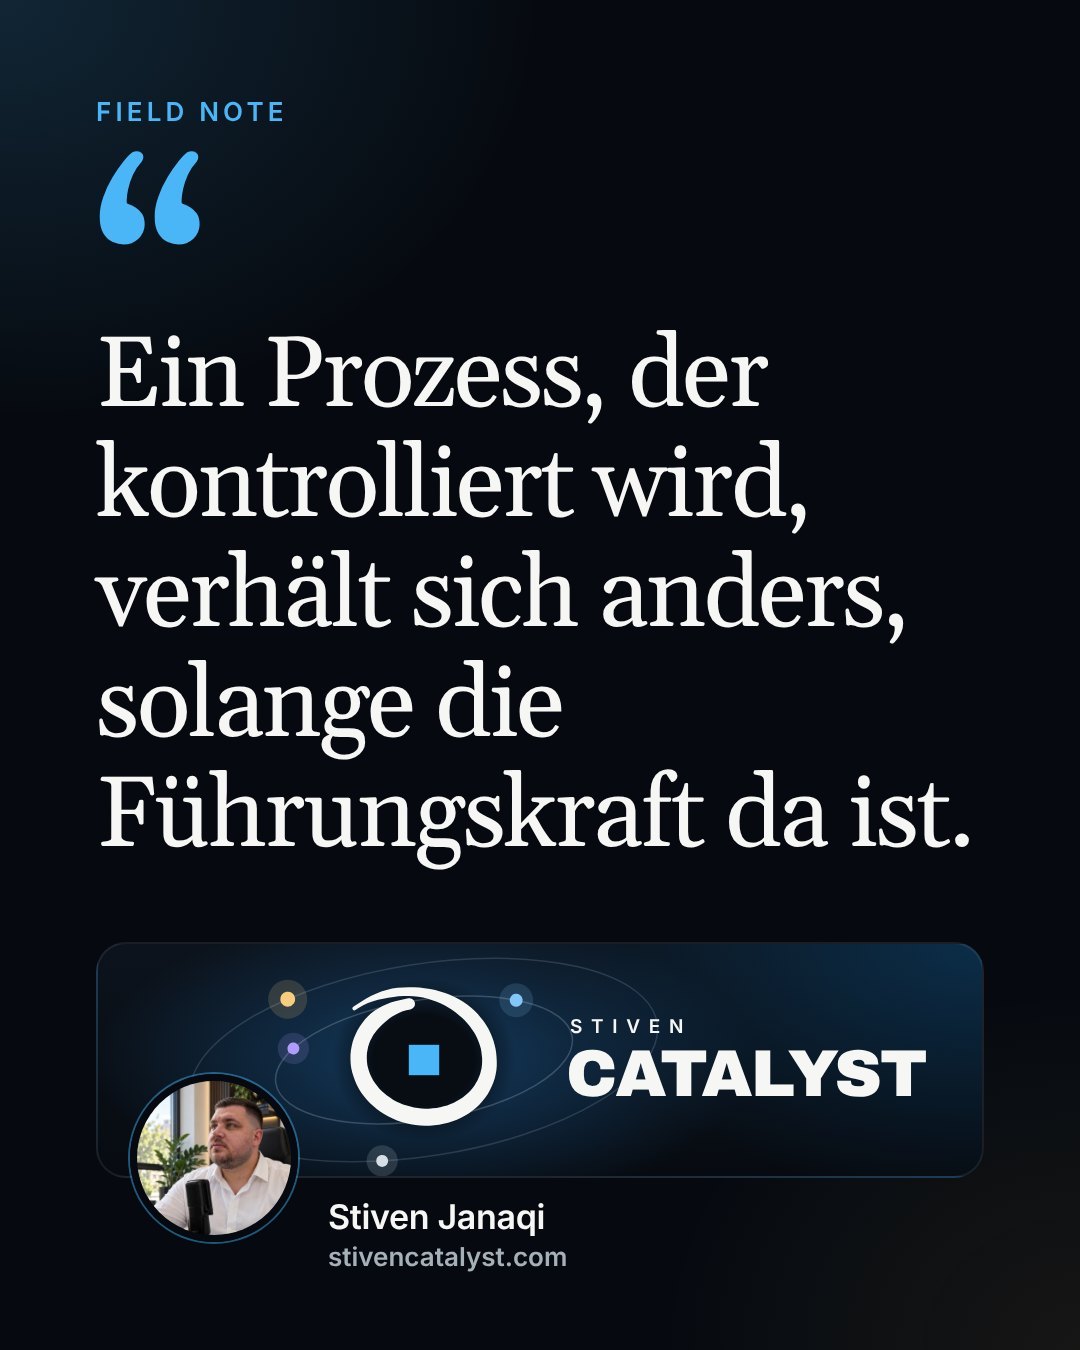 FIELD NOTE
“
Ein Prozess, der
kontrolliert wird,
verhält sich anders,
solange die
Führungskraft da ist.
STIVEN
CATALYST
Stiven Janaqi
stivencatalyst.com